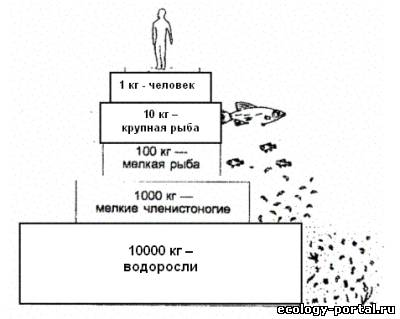 1 кг - человек
10 кг –
крупная рыба
100 кг —
мелкая рыба
1000 кг —
мелкие членистоногие
10000 кг –
водоросли
ecology-portal.ru